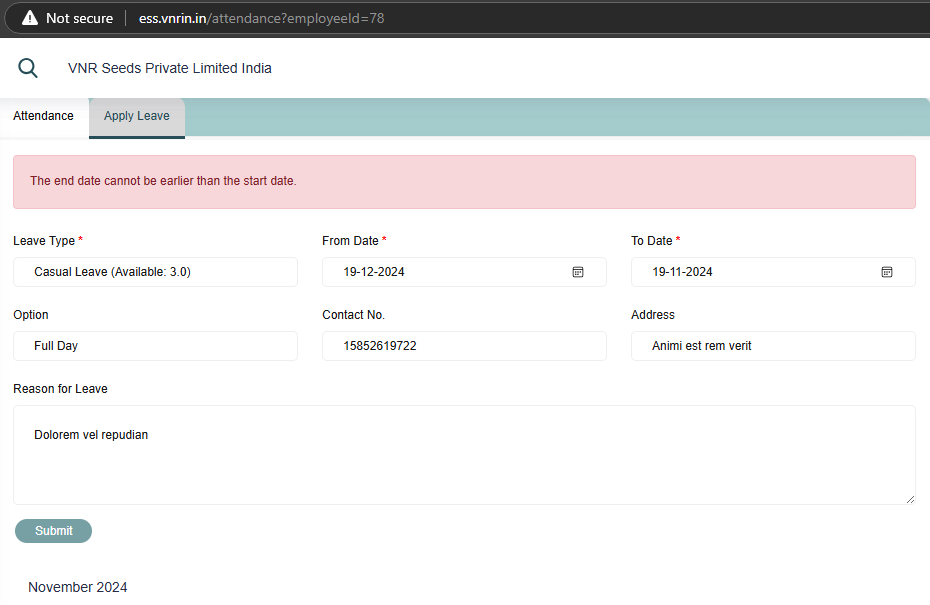 Not secure ess.vnrin.in/attendance?employeeId=78
VNR Seeds Private Limited India
Attendance Apply Leave
The end date cannot be earlier than the start date.
Leave Type * From Date * To Date *
Casual Leave (Available: 3.0) 19-12-2024 19-11-2024
Option Contact No. Address
Full Day 15852619722 Animi est rem verit
Reason for Leave
Dolorem vel repudian
Submit
November 2024